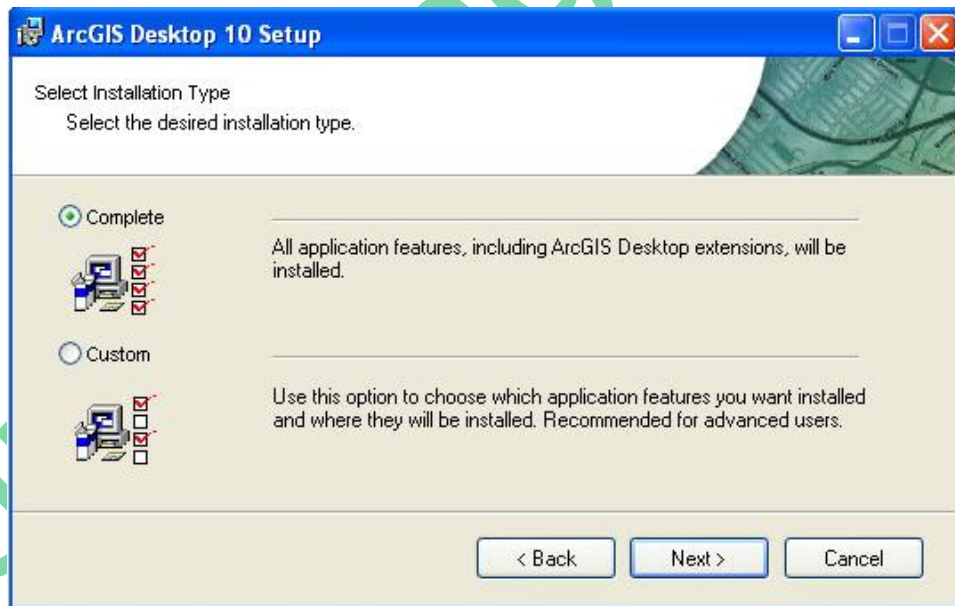 ArcGIS Desktop 10 Setup
Select Installation Type
Select the desired installation type.
Complete
All application features, including ArcGIS Desktop extensions, will be
installed.
Custom
Use this option to choose which application features you want installed
and where they will be installed. Recommended for advanced users.
< Back
Next >
Cancel